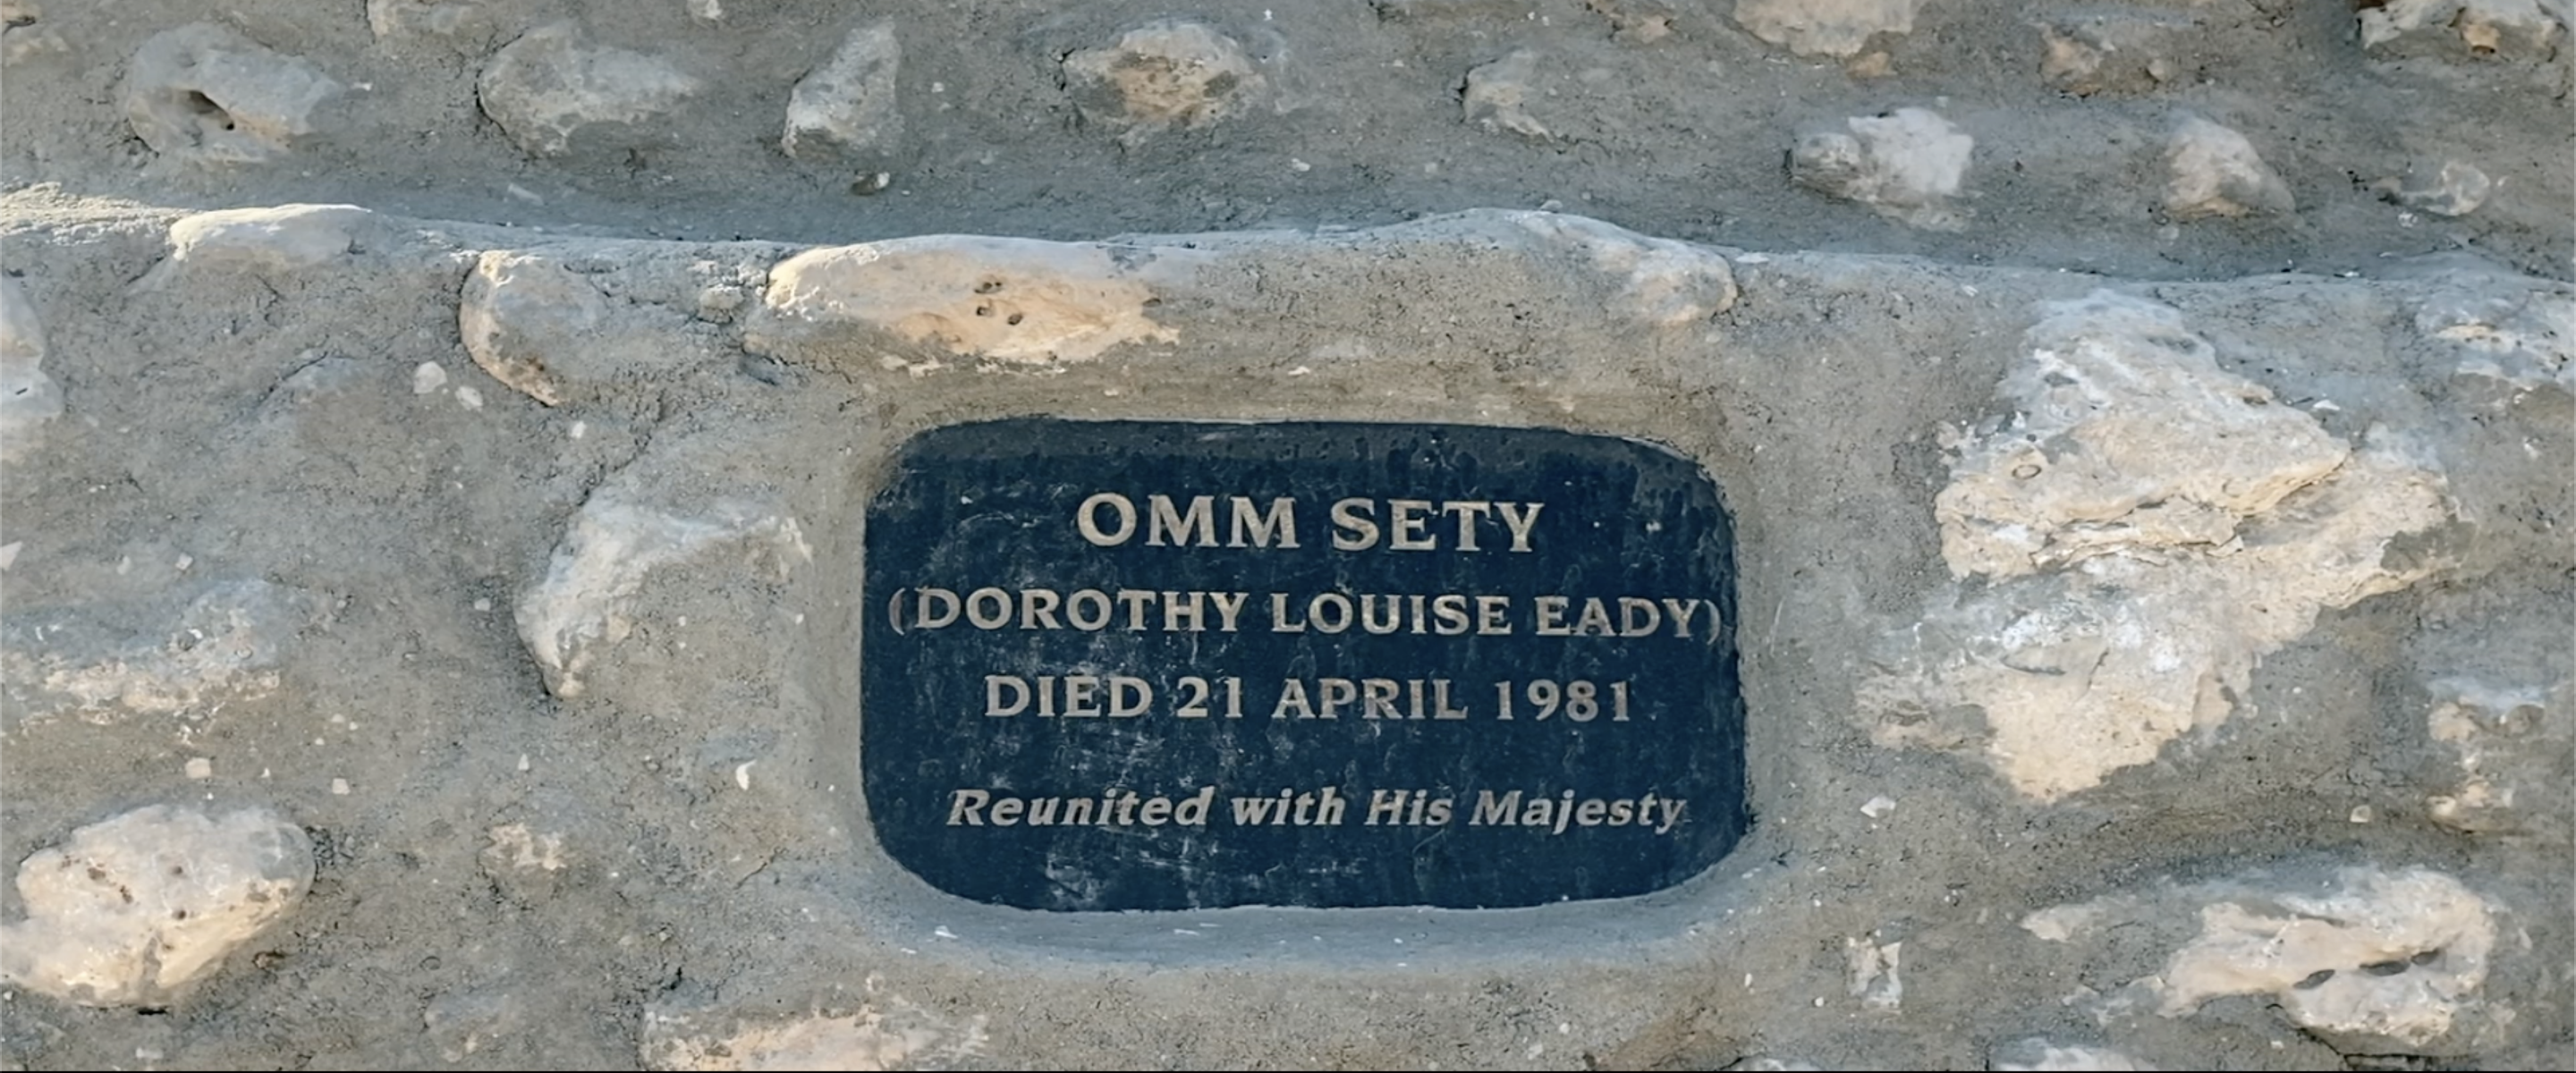 OMM SETY
(DOROTHY LOUISE EADY)
DIED 21 APRIL 1981
Reunited with His Majesty